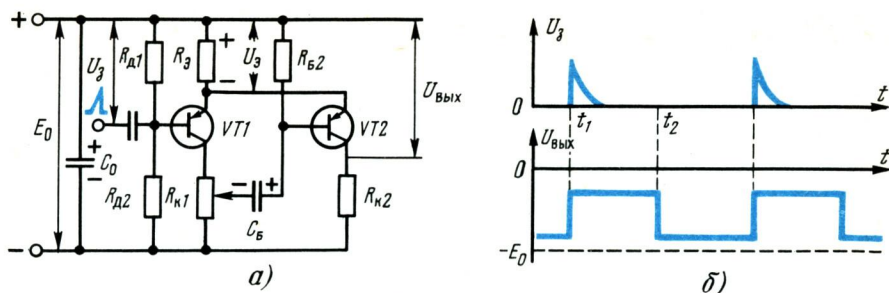 +
U_з
R_д1
R_э
+
−
U_э
R_б2
U_вых
E_0
+
C_0
−
VT1
VT2
R_д2
R_к1
−
+
C_Б
R_к2
−
а)
U_з
0
t_1
t_2
t
U_вых
0
t
−E_0
б)